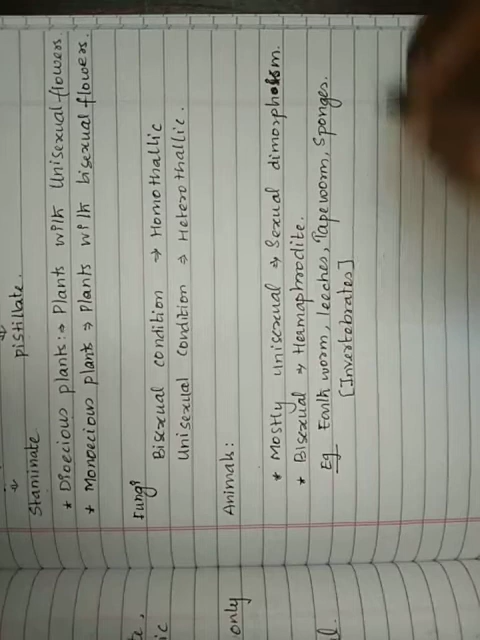 Staminate
pistillate.
* Dioecious plants:⇒ Plants with Unisexual flowers.
* Monoecious plants ⇒ Plants with bisexual flowers.
Fungi
Bisexual condition → Homothallic
Unisexual condition ⇒ Heterothallic.
Animals:
* Mostly unisexual ⇒ Sexual dimorphism.
* Bisexual ⇒ Hermaphrodite.
Eg Earth worm, leeches, Tapeworm, Sponges.
[Invertebrates]
only